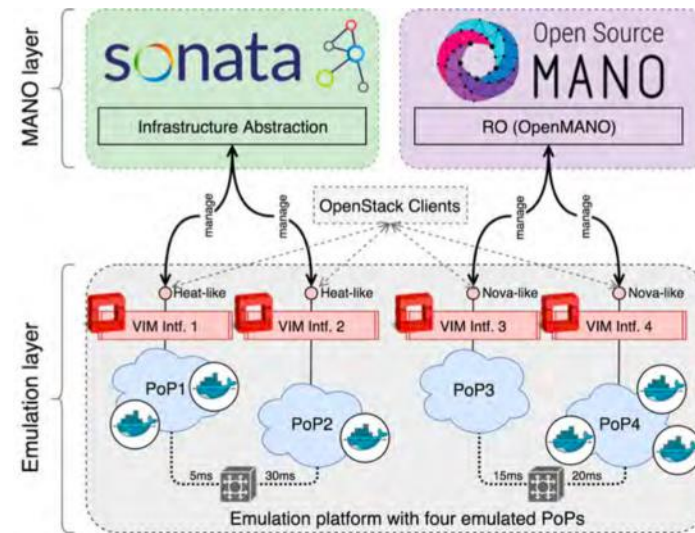 MANO layer
sonata
Infrastructure Abstraction
Open Source
MANO
RO (OpenMANO)
manage
manage
OpenStack Clients
manage
manage
Emulation layer
Heat-like
Heat-like
Nova-like
Nova-like
VIM Intf. 1
VIM Intf. 2
VIM Intf. 3
VIM Intf. 4
PoP1
PoP2
PoP3
PoP4
5ms
30ms
15ms
20ms
Emulation platform with four emulated PoPs